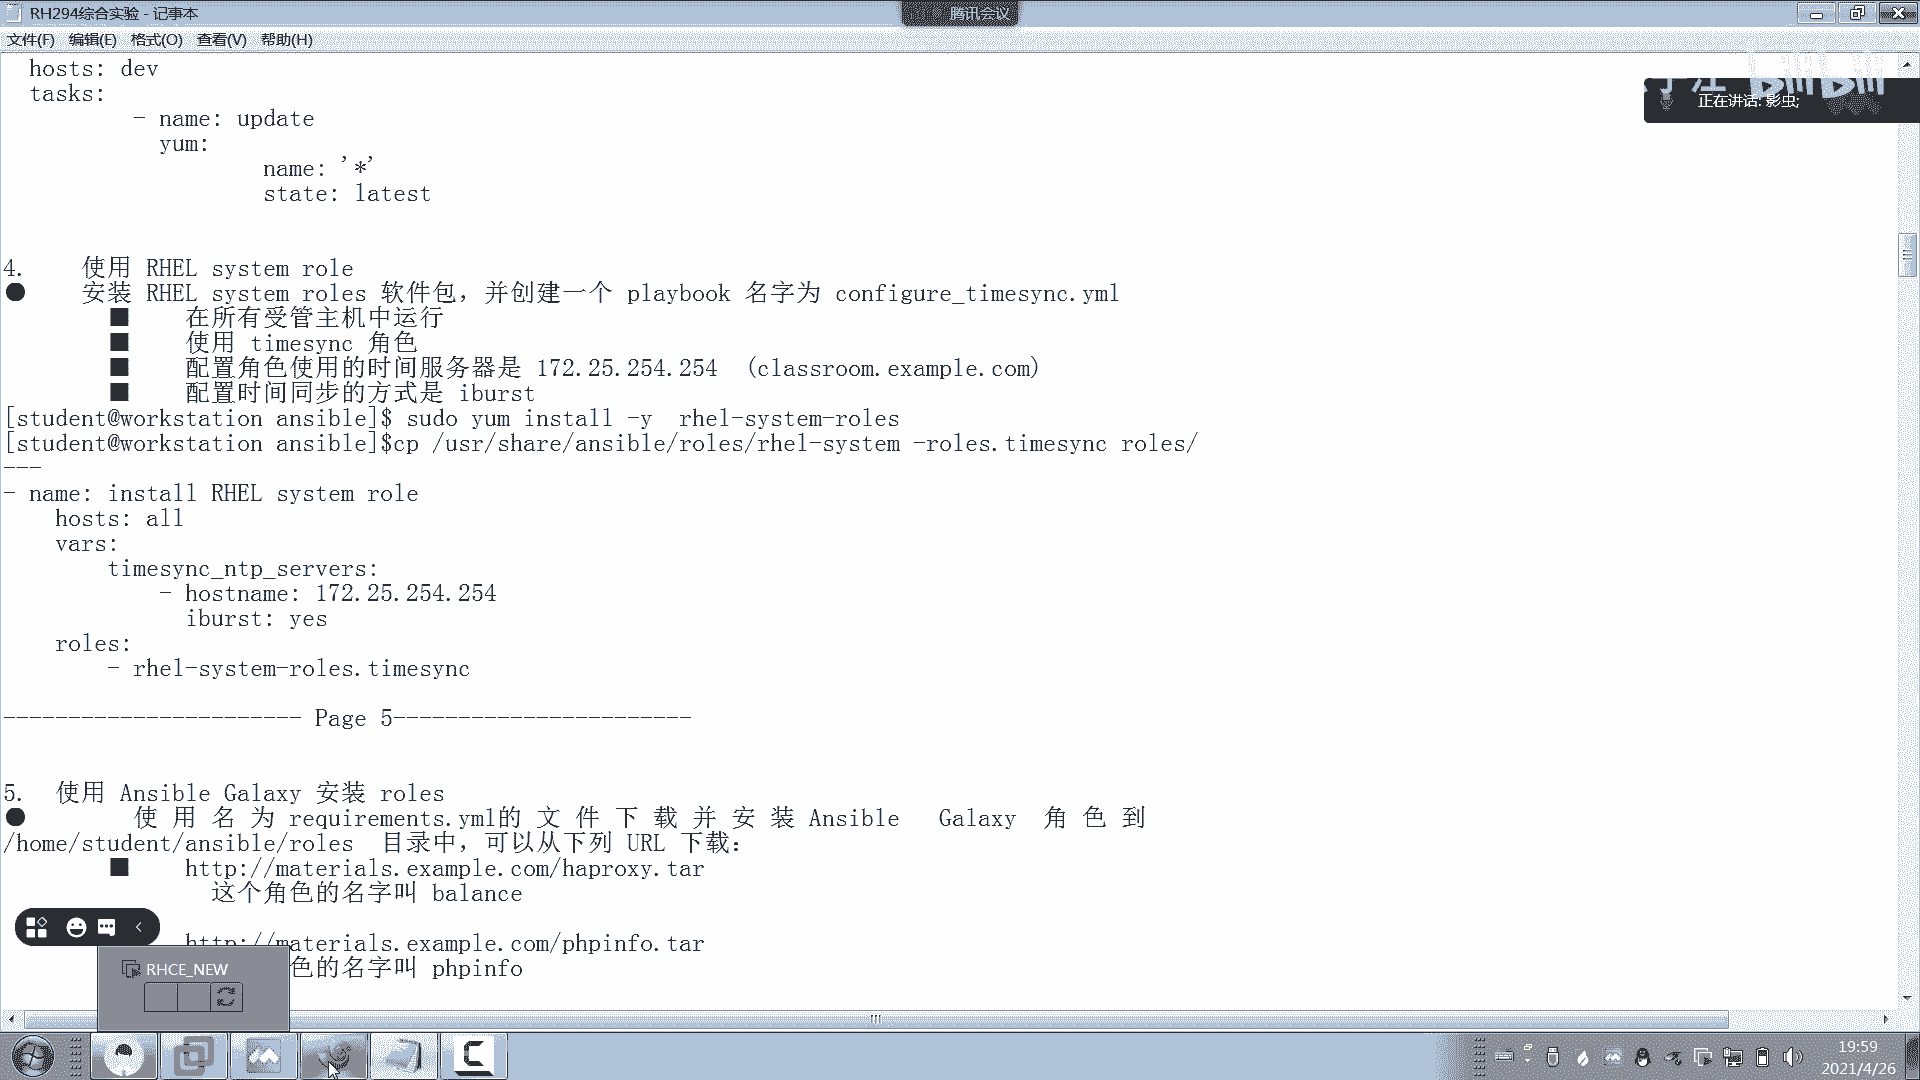 RH294综合实验 - 记事本
腾讯会议
文件(F) 编辑(E) 格式(O) 查看(V) 帮助(H)
正在讲话: 影虫;
hosts: dev
tasks:
- name: update
yum:
name: '*'
state: latest
4. 使用 RHEL system role
● 安装 RHEL system roles 软件包，并创建一个 playbook 名字为 configure_timesync.yml
■ 在所有受管主机中运行
■ 使用 timesync 角色
■ 配置角色使用的时间服务器是 172.25.254.254 （classroom.example.com）
■ 配置时间同步的方式是 iburst
[student@workstation ansible]$ sudo yum install -y rhel-system-roles
[student@workstation ansible]$cp /usr/share/ansible/roles/rhel-system -roles.timesync roles/
---
- name: install RHEL system role
hosts: all
vars:
timesync_ntp_servers:
- hostname: 172.25.254.254
iburst: yes
roles:
- rhel-system-roles.timesync
----------------------- Page 5-----------------------
5. 使用 Ansible Galaxy 安装 roles
● 使 用 名 为 requirements.yml的 文 件 下 载 并 安 装 Ansible Galaxy 角 色 到
/home/student/ansible/roles 目录中，可以从下列 URL 下载：
■ http://materials.example.com/haproxy.tar
这个角色的名字叫 balance
http://materials.example.com/phpinfo.tar
色的名字叫 phpinfo
RHCE_NEW
19:59
2021/4/26